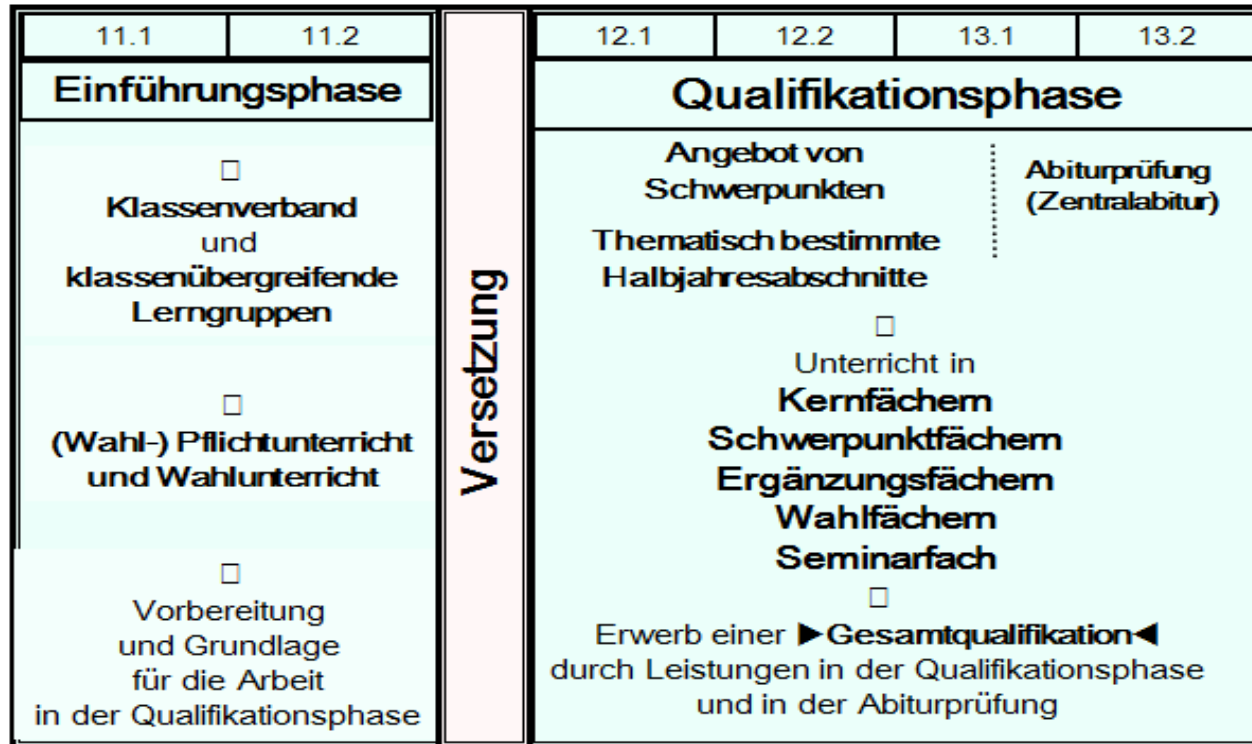 11.1 11.2
Einführungsphase
□
Klassenverband
und
klassenübergreifende
Lerngruppen
□
(Wahl-) Pflichtunterricht
und Wahlunterricht
□
Vorbereitung
und Grundlage
für die Arbeit
in der Qualifikationsphase
Versetzung
12.1 12.2 13.1 13.2
Qualifikationsphase
Angebot von
Schwerpunkten
Thematisch bestimmte
Halbjahresabschnitte
Abiturprüfung
(Zentralabitur)
□
Unterricht in
Kernfächern
Schwerpunktfächern
Ergänzungsfächern
Wahlfächern
Seminarfach
□
Erwerb einer ►Gesamtqualifikation◄
durch Leistungen in der Qualifikationsphase
und in der Abiturprüfung